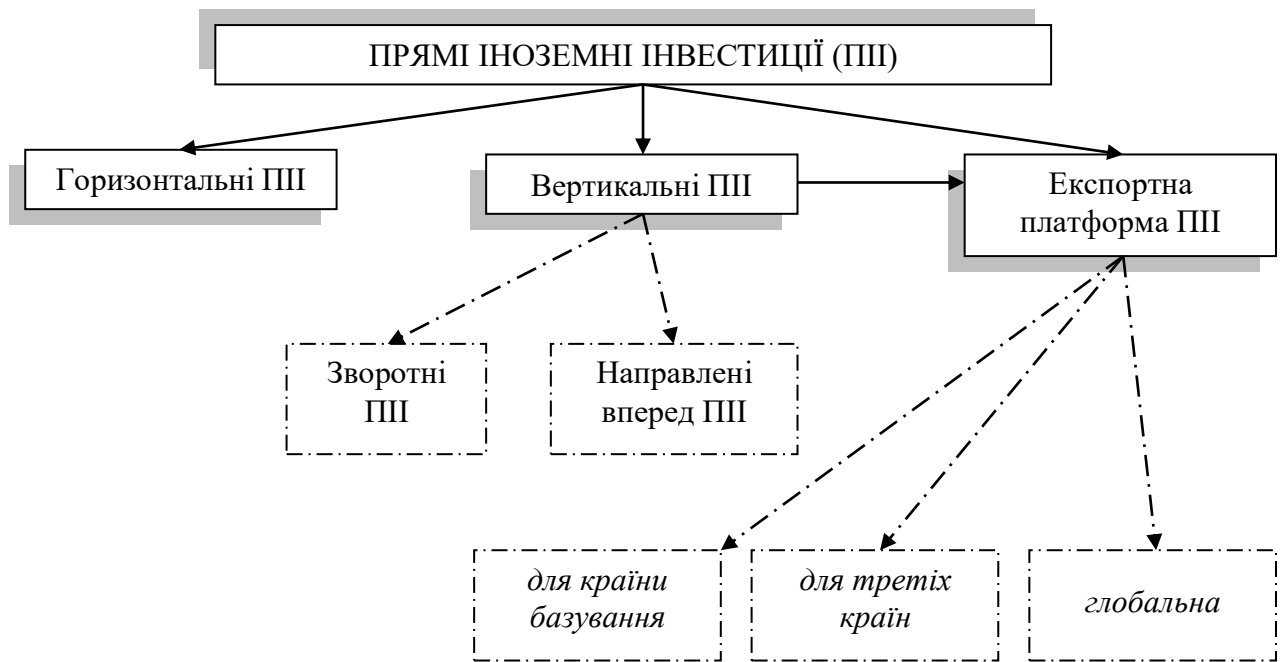 ПРЯМІ ІНОЗЕМНІ ІНВЕСТИЦІЇ (ПІІ)
Горизонтальні ПІІ
Вертикальні ПІІ
Експортна
платформа ПІІ
Зворотні
ПІІ
Направлені
вперед ПІІ
для країни
базування
для третіх
країн
глобальна